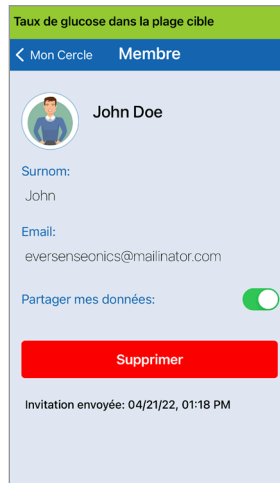 Taux de glucose dans la plage cible
Mon Cercle Membre
John Doe
Surnom:
John
Email:
eversenseonics@mailinator.com
Partager mes données:
Supprimer
Invitation envoyée: 04/21/22, 01:18 PM